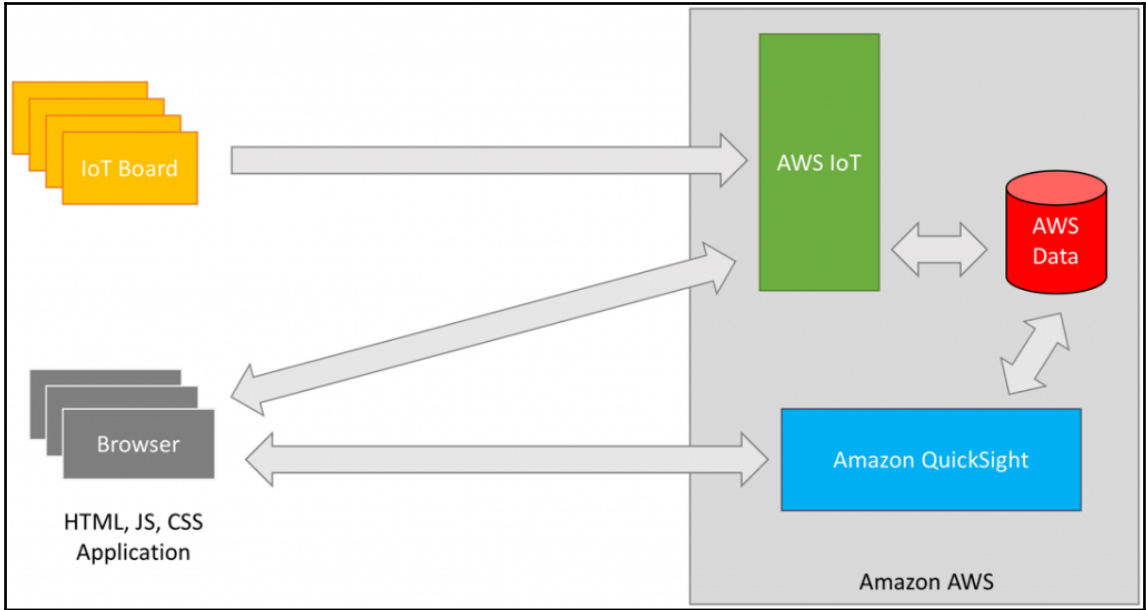 IoT Board
AWS IoT
AWS
Data
Browser
Amazon QuickSight
HTML, JS, CSS
Application
Amazon AWS